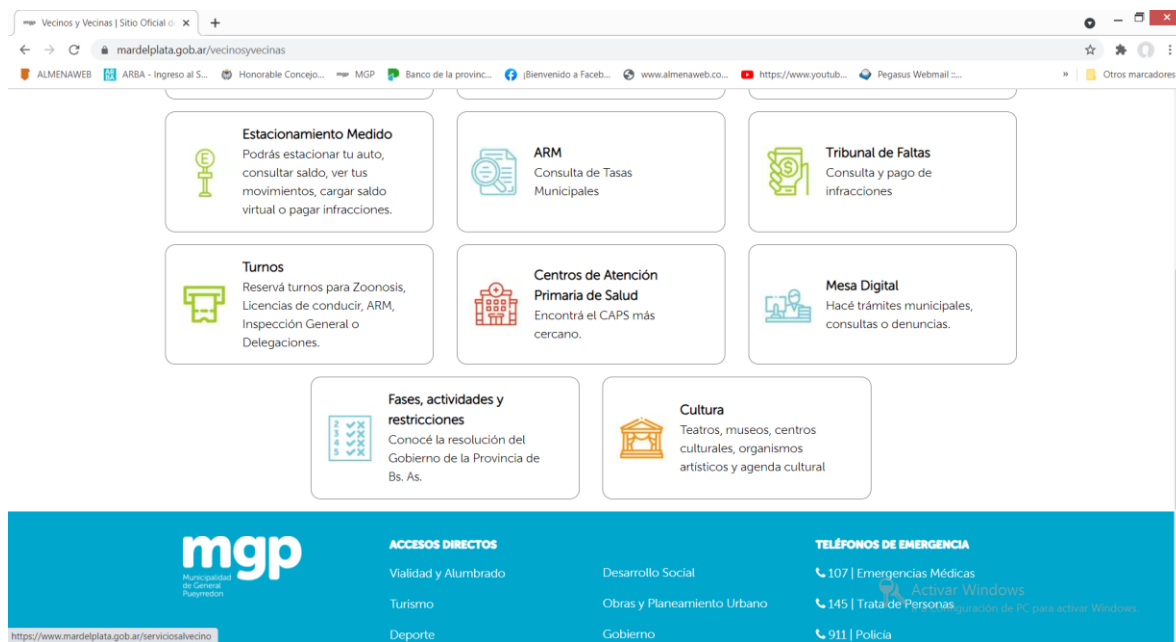 Vecinos y Vecinas | Sitio Oficial d
mardelplata.gob.ar/vecinosyvecinas
ALMENAWEB
ARBA - Ingreso al S...
Honorable Concejo...
MGP
Banco de la provinc...
¡Bienvenido a Faceb...
www.almenaweb.co...
https://www.youtub...
Pegasus Webmail ::...
»
Otros marcadores
Estacionamiento Medido
Podrás estacionar tu auto,
consultar saldo, ver tus
movimientos, cargar saldo
virtual o pagar infracciones.
ARM
Consulta de Tasas
Municipales
Tribunal de Faltas
Consulta y pago de
infracciones
Turnos
Reservá turnos para Zoonosis,
Licencias de conducir, ARM,
Inspección General o
Delegaciones.
Centros de Atención
Primaria de Salud
Encontrá el CAPS más
cercano.
Mesa Digital
Hacé trámites municipales,
consultas o denuncias.
Fases, actividades y
restricciones
Conocé la resolución del
Gobierno de la Provincia de
Bs. As.
Cultura
Teatros, museos, centros
culturales, organismos
artísticos y agenda cultural
mgp
Municipalidad
de General
Pueyrredon
ACCESOS DIRECTOS
Vialidad y Alumbrado
Turismo
Deporte
Desarrollo Social
Obras y Planeamiento Urbano
Gobierno
TELÉFONOS DE EMERGENCIA
107 | Emergencias Médicas
145 | Trata de Personas
911 | Policía
Activar Windows
configuración de PC para activar Windows.
https://www.mardelplata.gob.ar/serviciosalvecino